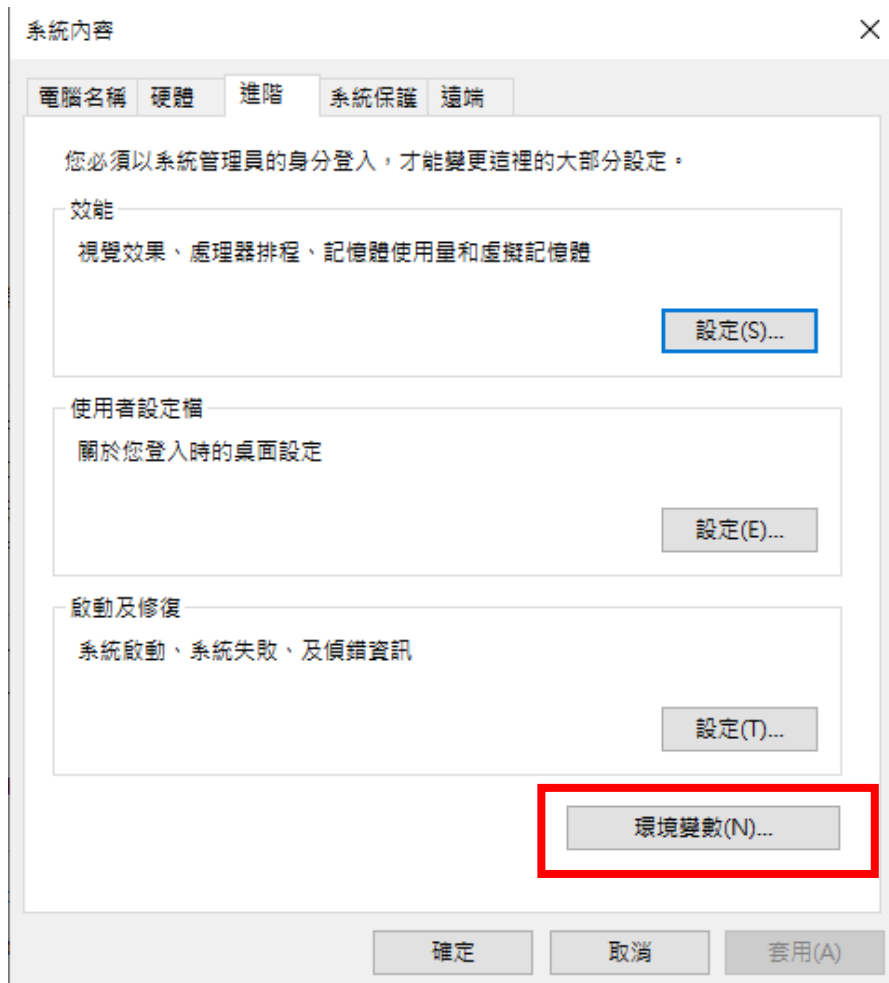 系統內容
電腦名稱 硬體 進階 系統保護 遠端
您必須以系統管理員的身分登入，才能變更這裡的大部分設定。
效能
視覺效果、處理器排程、記憶體使用量和虛擬記憶體
設定(S)...
使用者設定檔
關於您登入時的桌面設定
設定(E)...
啟動及修復
系統啟動、系統失敗、及偵錯資訊
設定(T)...
環境變數(N)...
確定 取消 套用(A)